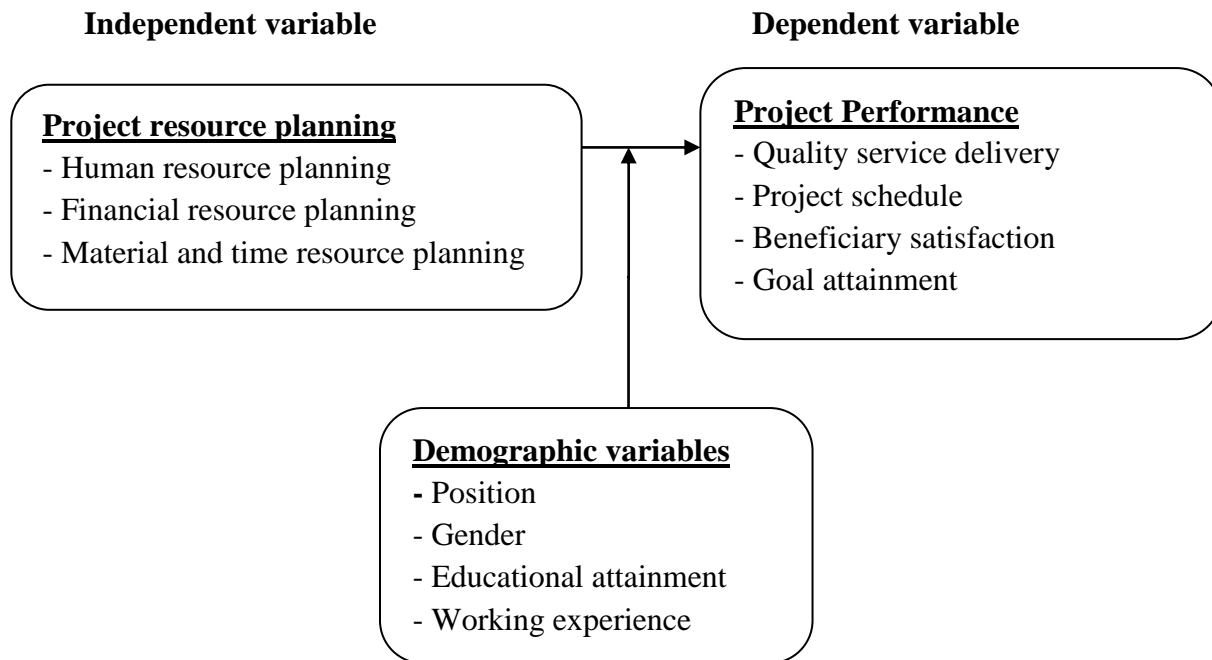 Independent variable
Dependent variable
Project resource planning
- Human resource planning
- Financial resource planning
- Material and time resource planning
Project Performance
- Quality service delivery
- Project schedule
- Beneficiary satisfaction
- Goal attainment
Demographic variables
- Position
- Gender
- Educational attainment
- Working experience